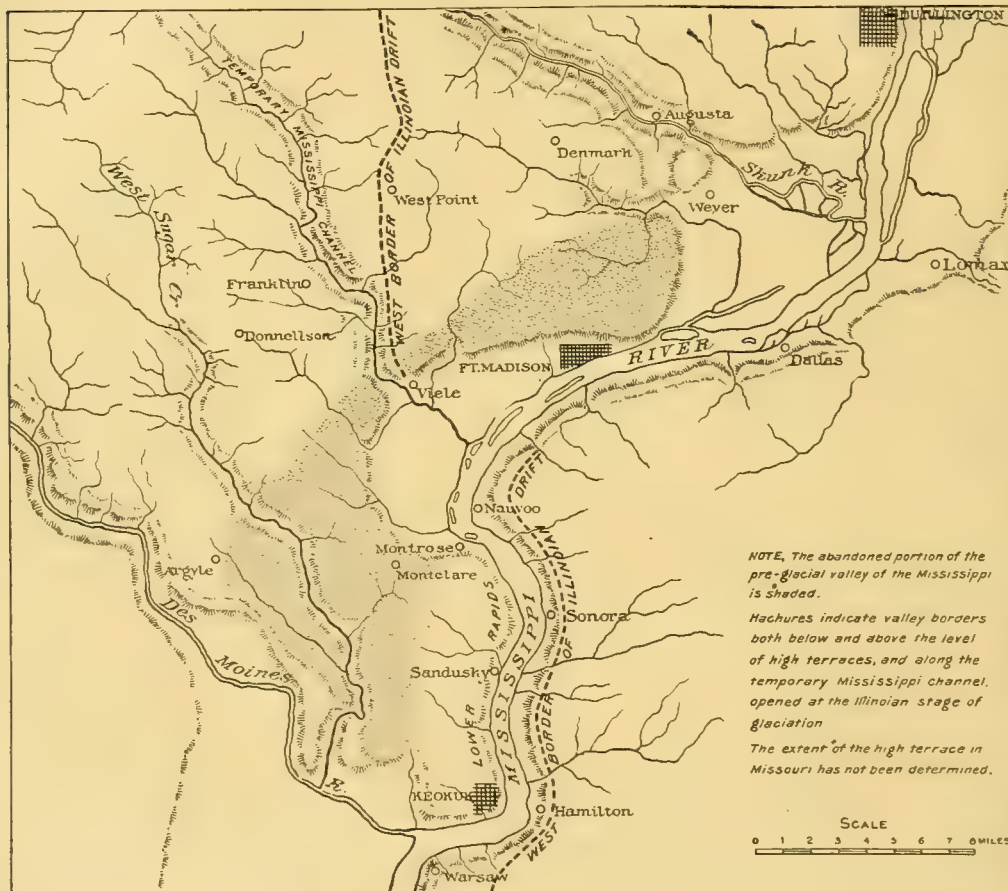 BURLINGTON
TEMPORARY MISSISSIPPI CHANNEL
WEST BORDER OF ILLINOIAN DRIFT
Augusta
Denmark
Skunk R.
West Point
Wever
West Sugar Cr.
Lomax
Franklin
Donnellson
FT. MADISON
RIVER
Dallas
Viele
Nauvoo
Montrose
Montclare
Argyle
Sonora
Sandusky
LOWER RAPIDS
MISSISSIPPI
WEST BORDER OF ILLINOIAN DRIFT
Des Moines R.
KEOKUK
Hamilton
Warsaw
NOTE, The abandoned portion of the
pre-glacial valley of the Mississippi
is shaded.
Hachures indicate valley borders
both below and above the level
of high terraces, and along the
temporary Mississippi channel,
opened at the Illinoian stage of
glaciation
The extent of the high terrace in
Missouri has not been determined.
SCALE
0 1 2 3 4 5 6 7 8 MILES